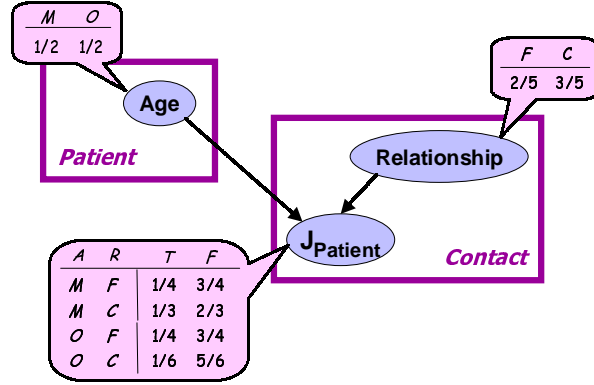 M O
1/2 1/2
F C
2/5 3/5
Age
Patient
Relationship
J Patient
Contact
A R T F
M F 1/4 3/4
M C 1/3 2/3
O F 1/4 3/4
O C 1/6 5/6